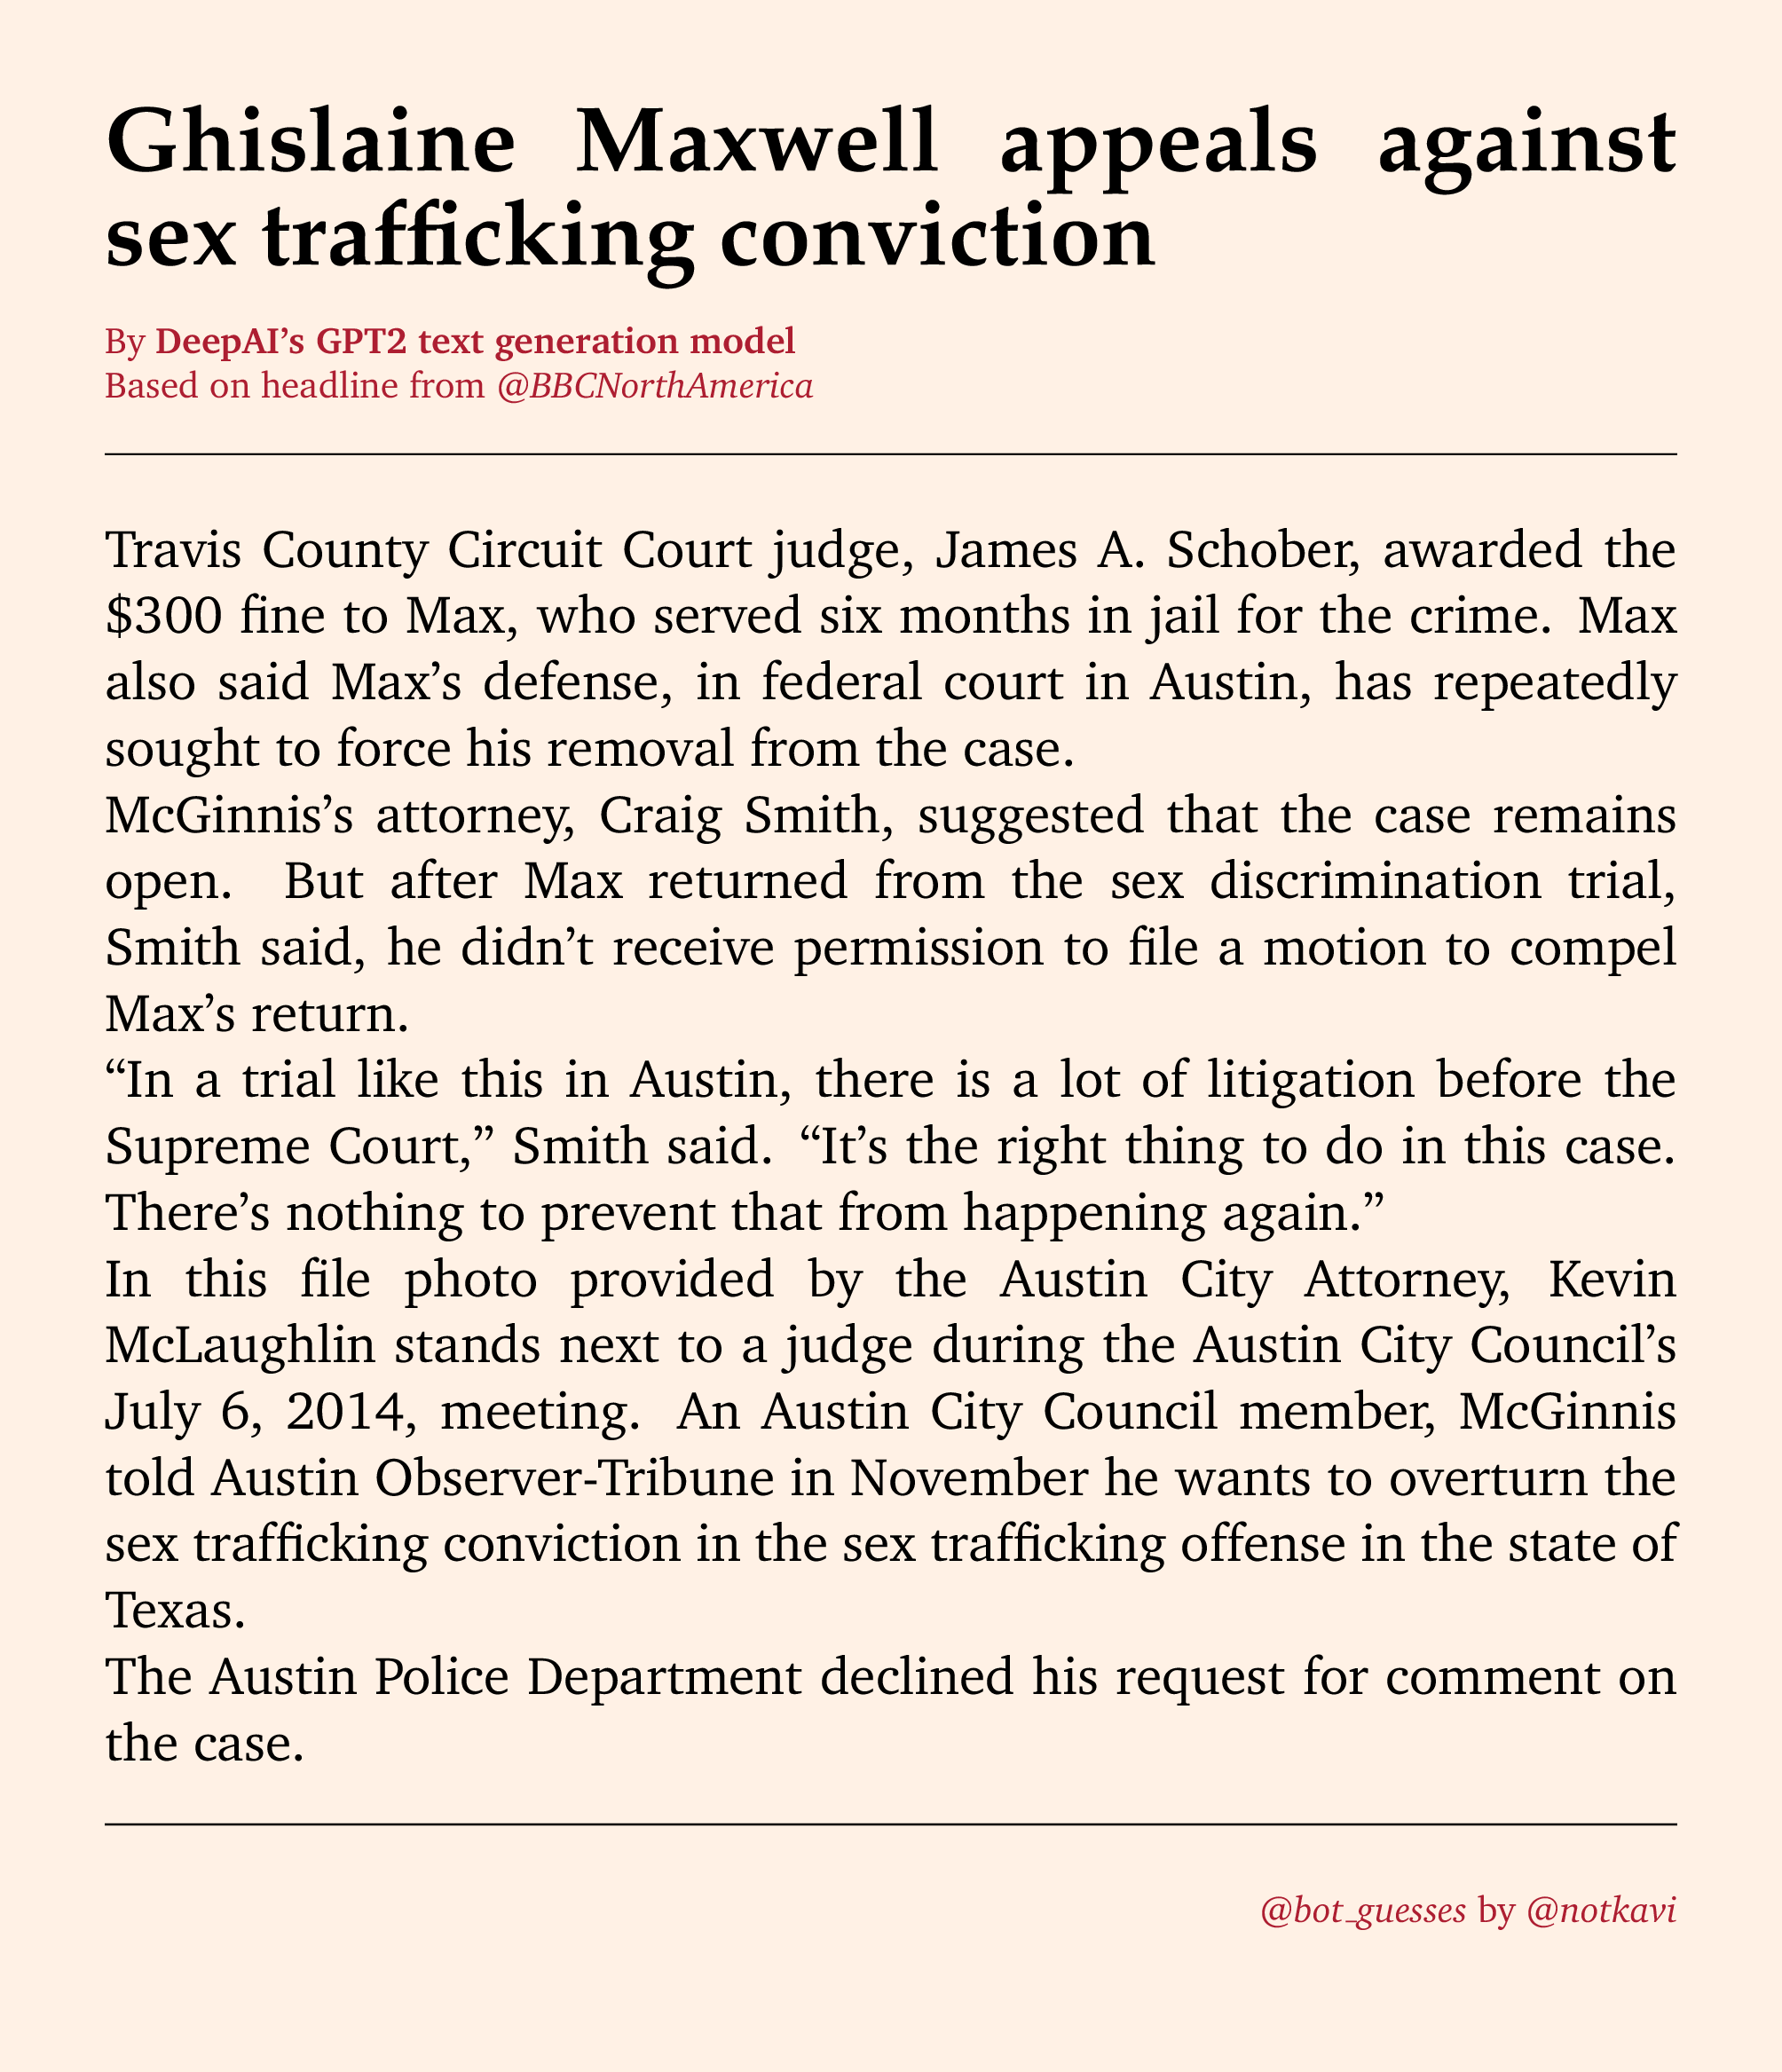 Ghislaine Maxwell appeals against
sex trafficking conviction
By DeepAI’s GPT2 text generation model
Based on headline from @BBCNorthAmerica
Travis County Circuit Court judge, James A. Schober, awarded the
$300 fine to Max, who served six months in jail for the crime. Max
also said Max’s defense, in federal court in Austin, has repeatedly
sought to force his removal from the case.
McGinnis’s attorney, Craig Smith, suggested that the case remains
open. But after Max returned from the sex discrimination trial,
Smith said, he didn’t receive permission to file a motion to compel
Max’s return.
“In a trial like this in Austin, there is a lot of litigation before the
Supreme Court,” Smith said. “It’s the right thing to do in this case.
There’s nothing to prevent that from happening again.”
In this file photo provided by the Austin City Attorney, Kevin
McLaughlin stands next to a judge during the Austin City Council’s
July 6, 2014, meeting. An Austin City Council member, McGinnis
told Austin Observer-Tribune in November he wants to overturn the
sex trafficking conviction in the sex trafficking offense in the state of
Texas.
The Austin Police Department declined his request for comment on
the case.
@bot_guesses by @notkavi